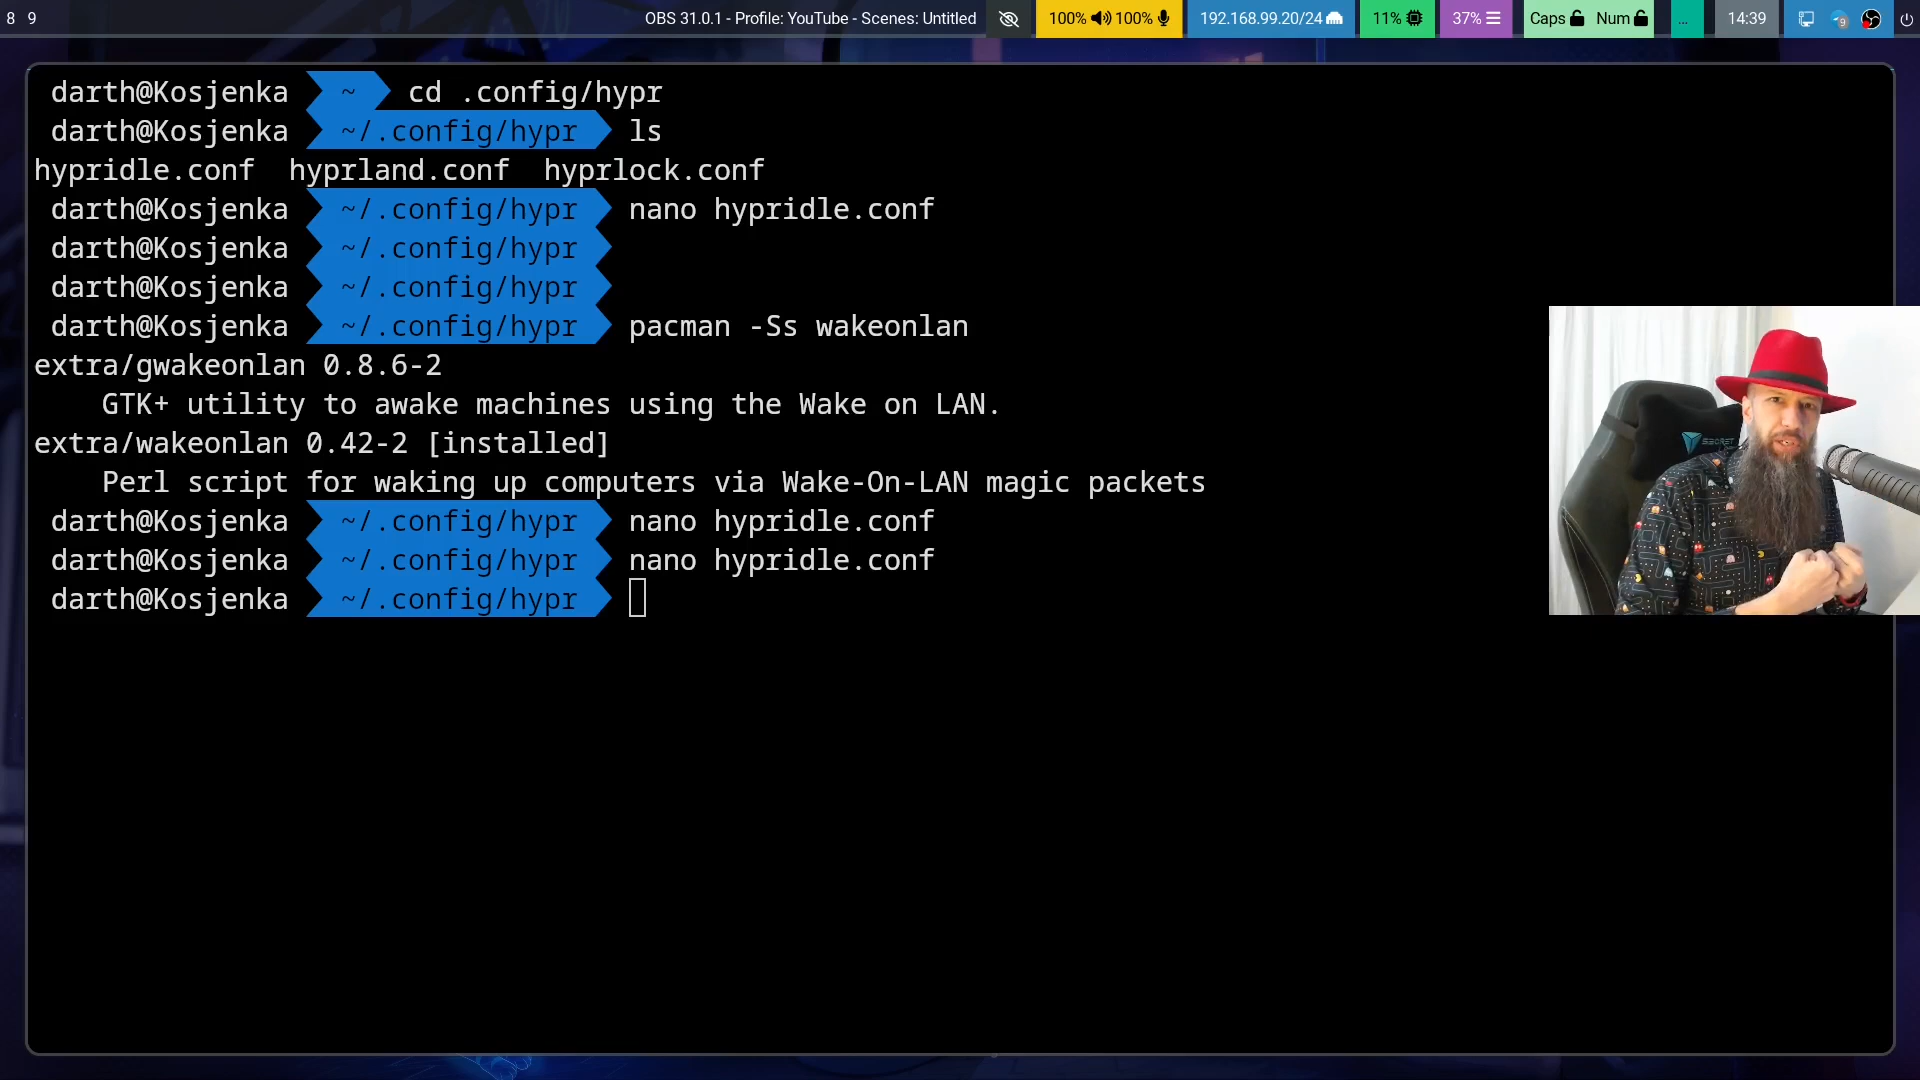 8 9 OBS 31.0.1 - Profile: YouTube - Scenes: Untitled 100% 100% 192.168.99.20/24 11% 37% Caps Num ... 14:39 9
darth@Kosjenka ~ cd .config/hypr
darth@Kosjenka ~/.config/hypr ls
hypridle.conf hyprland.conf hyprlock.conf
darth@Kosjenka ~/.config/hypr nano hypridle.conf
darth@Kosjenka ~/.config/hypr
darth@Kosjenka ~/.config/hypr
darth@Kosjenka ~/.config/hypr pacman -Ss wakeonlan
extra/gwakeonlan 0.8.6-2
GTK+ utility to awake machines using the Wake on LAN.
extra/wakeonlan 0.42-2 [installed]
Perl script for waking up computers via Wake-On-LAN magic packets
darth@Kosjenka ~/.config/hypr nano hypridle.conf
darth@Kosjenka ~/.config/hypr nano hypridle.conf
darth@Kosjenka ~/.config/hypr